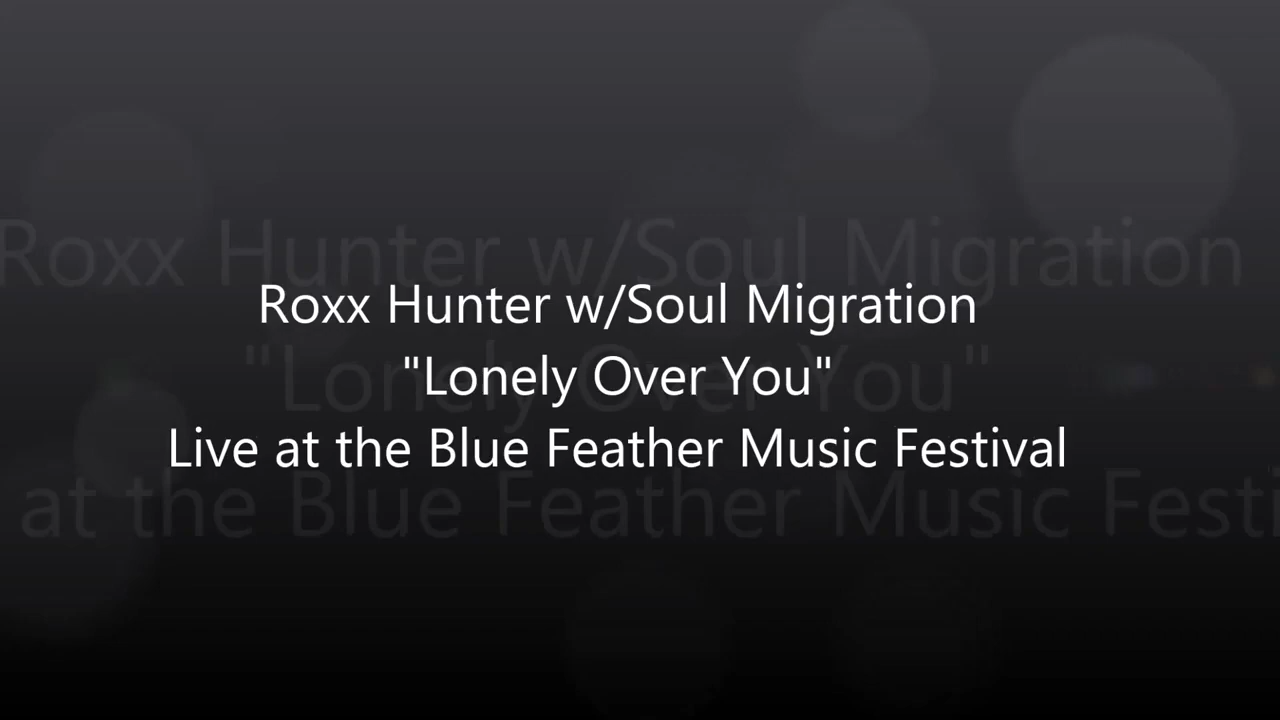 Roxx Hunter w/Soul Migration
"Lonely Over You"
Live at the Blue Feather Music Festival